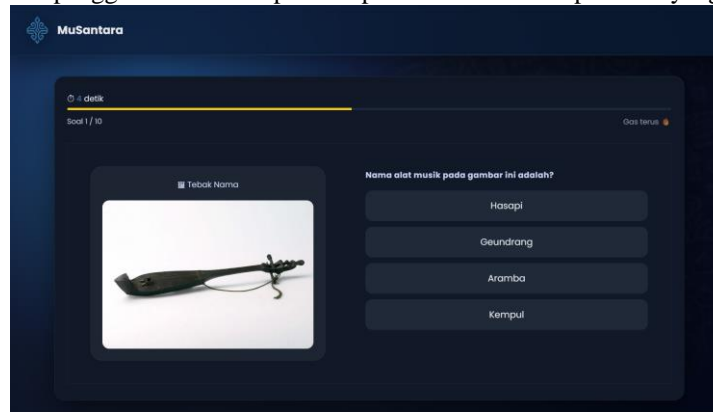 MuSantara
4 detik
Soal 1 / 10
Gas terus
Tebak Nama
Nama alat musik pada gambar ini adalah?
Hasapi
Geundrang
Aramba
Kempul